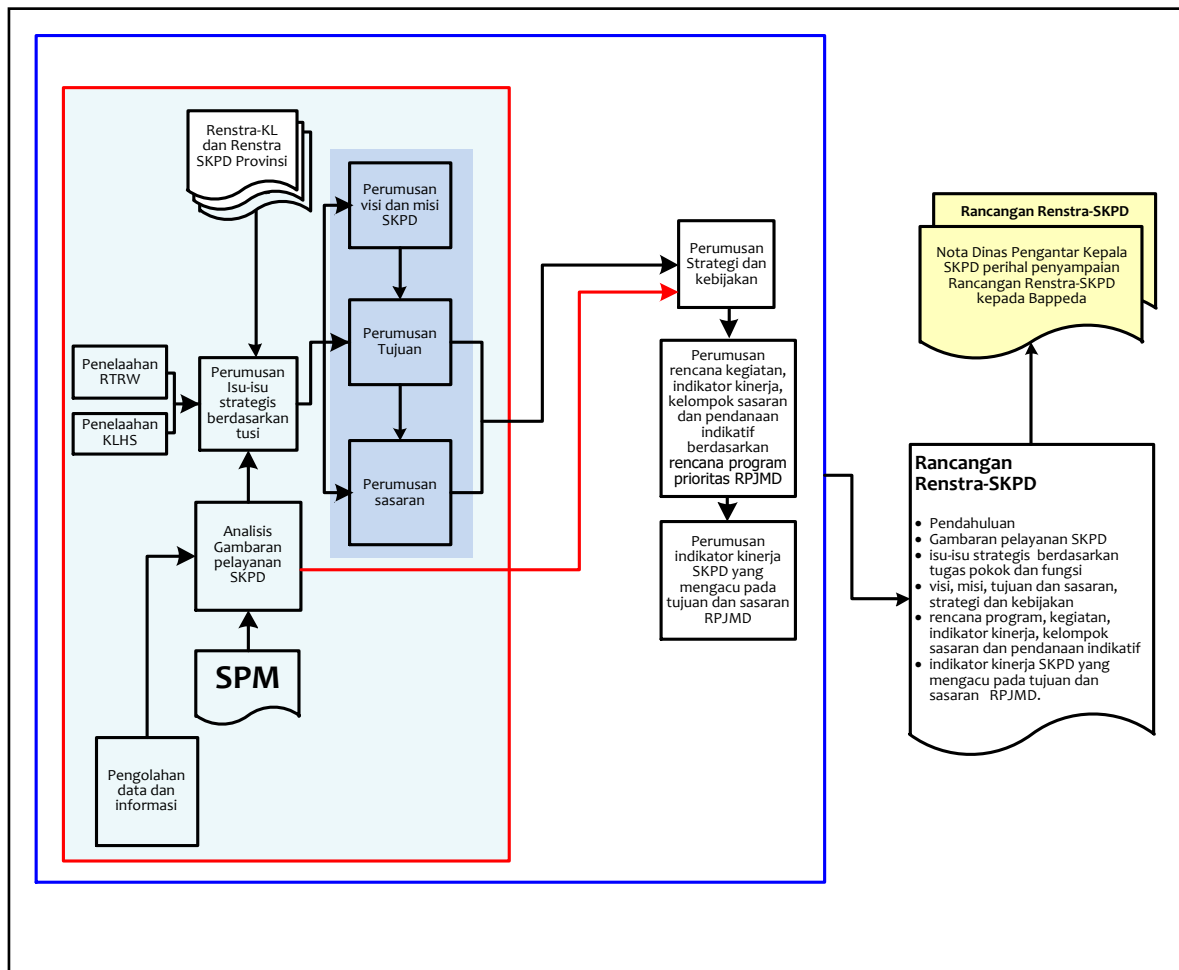 Renstra-KL
dan Renstra
SKPD Provinsi
Perumusan
visi dan misi
SKPD
Perumusan
Tujuan
Perumusan
sasaran
Penelaahan
RTRW
Penelaahan
KLHS
Perumusan
Isu-isu
strategis
berdasarkan
tusi
Analisis
Gambaran
pelayanan
SKPD
SPM
Pengolahan
data dan
informasi
Perumusan
Strategi dan
kebijakan
Perumusan
rencana kegiatan,
indikator kinerja,
kelompok sasaran
dan pendanaan
indikatif
berdasarkan
rencana program
prioritas RPJMD
Perumusan
indikator kinerja
SKPD yang
mengacu pada
tujuan dan sasaran
RPJMD
Rancangan Renstra-SKPD
Nota Dinas Pengantar Kepala
SKPD perihal penyampaian
Rancangan Renstra-SKPD
kepada Bappeda
Rancangan
Renstra-SKPD
• Pendahuluan
• Gambaran pelayanan SKPD
• isu-isu strategis berdasarkan
tugas pokok dan fungsi
• visi, misi, tujuan dan sasaran,
strategi dan kebijakan
• rencana program, kegiatan,
indikator kinerja, kelompok
sasaran dan pendanaan indikatif
• indikator kinerja SKPD yang
mengacu pada tujuan dan
sasaran RPJMD.